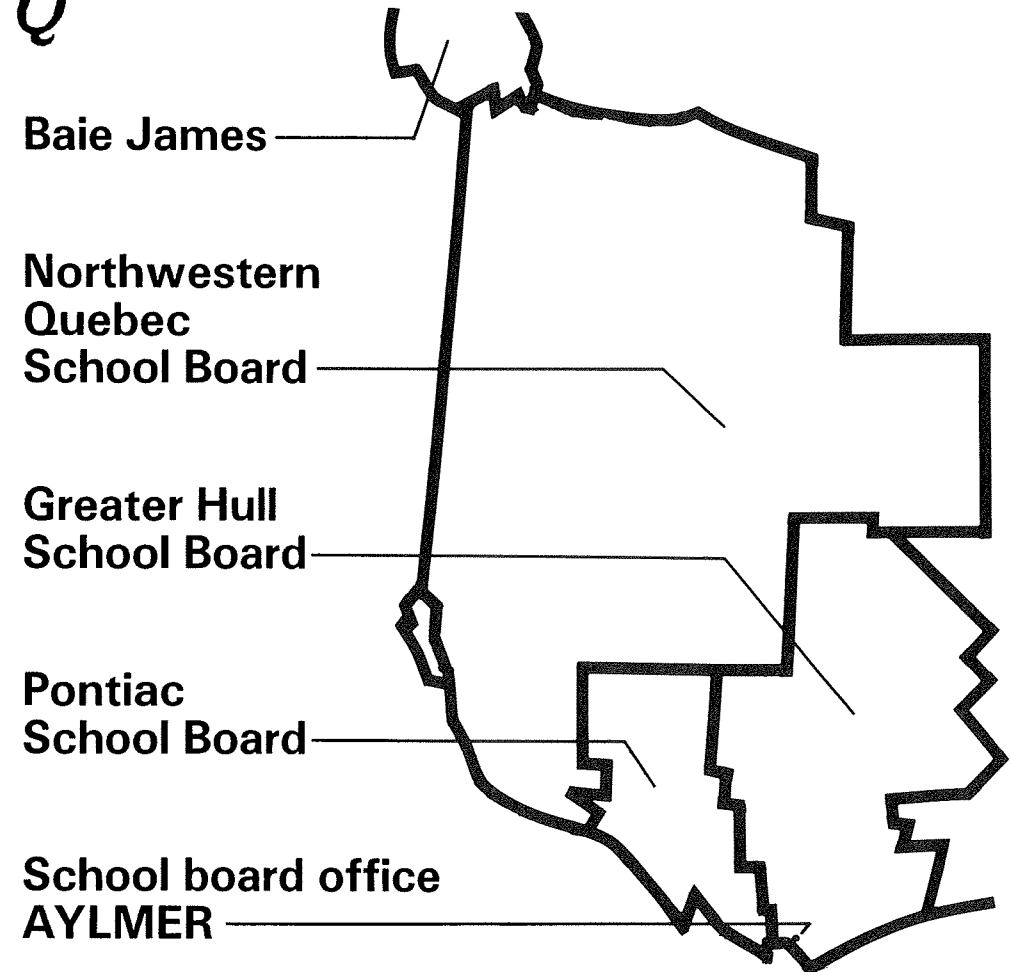 Q
Baie James
Northwestern
Quebec
School Board
Greater Hull
School Board
Pontiac
School Board
School board office
AYLMER